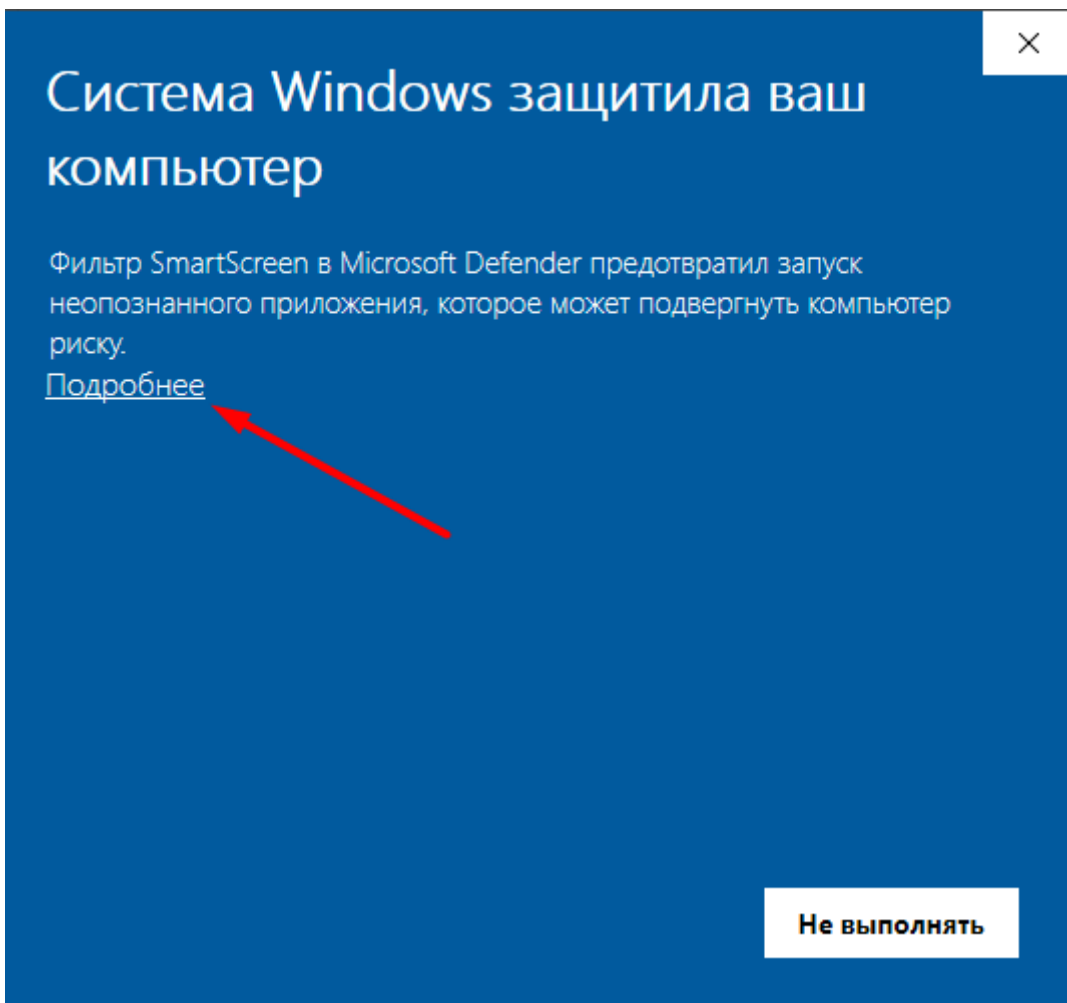 Система Windows защитила ваш
компьютер
Фильтр SmartScreen в Microsoft Defender предотвратил запуск
неопознанного приложения, которое может подвергнуть компьютер
риску.
Подробнее
Не выполнять